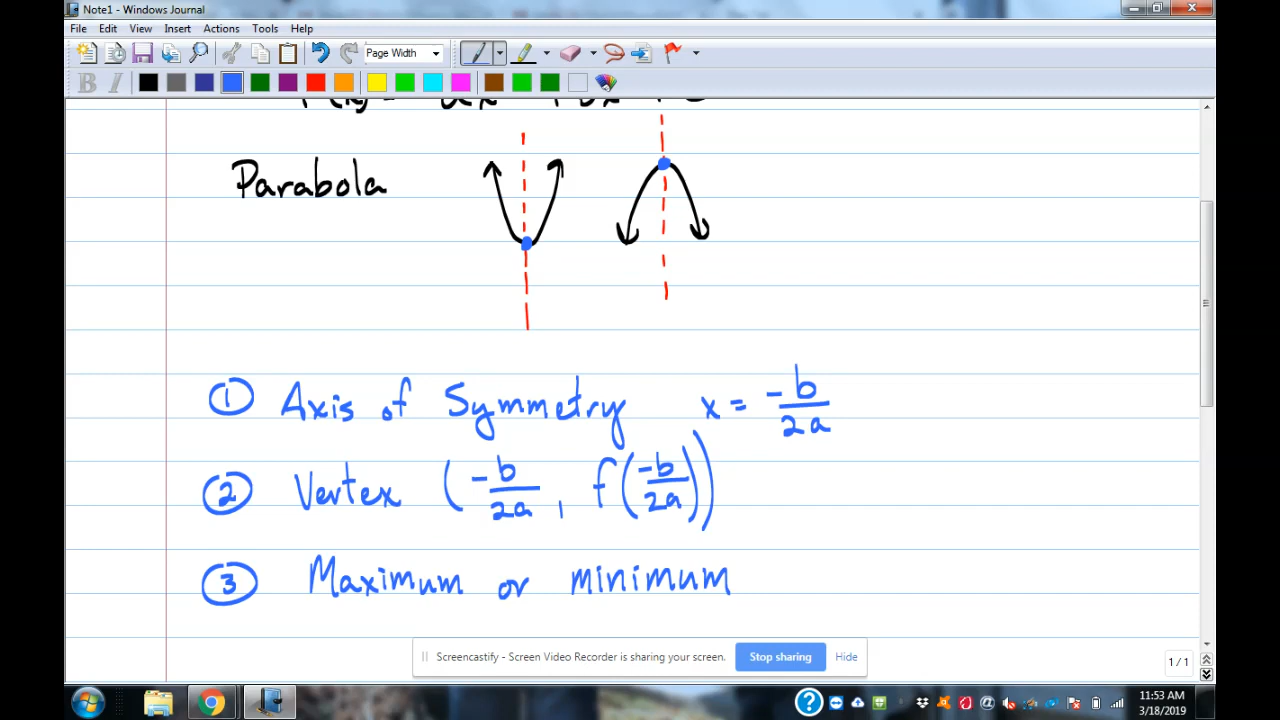 Note1 - Windows Journal
File Edit View Insert Actions Tools Help
Page Width
B I
Parabola
① Axis of Symmetry x = -b/2a
② Vertex (-b/2a, f(-b/2a))
③ Maximum or minimum
Screencastify - Screen Video Recorder is sharing your screen. Stop sharing Hide
1 / 1
11:53 AM
3/18/2019